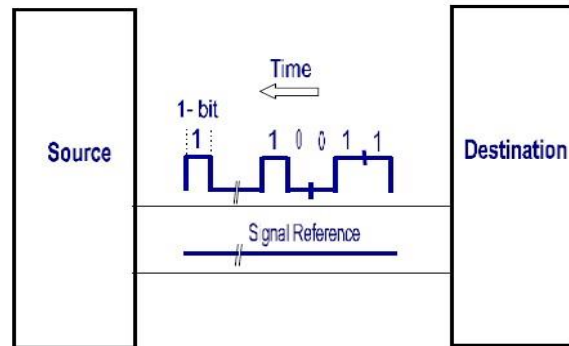 Time
1- bit
1
1 0 0 1 1
Source
Destination
Signal Reference